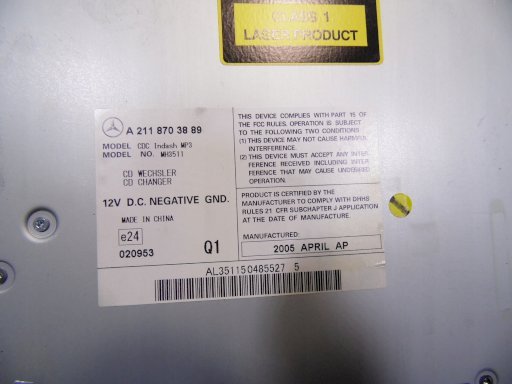 CLASS 1
LASER PRODUCT
A 211 870 38 89
MODEL CDC Indash MP3
MODEL NO. MH3511
CD WECHSLER
CD CHANGER
12V D.C. NEGATIVE GND.
MADE IN CHINA
e24
020953
Q1
THIS DEVICE COMPLIES WITH PART 15 OF
THE FCC RULES. OPERATION IS SUBJECT
TO THE FOLLOWING TWO CONDITIONS:
(1) THIS DEVICE MAY NOT CAUSE HARMFUL
INTERFERENCE.
(2) THIS DEVICE MUST ACCEPT ANY INTER
FERENCE RECEIVED INCLUDING INTER
FERENCE THAT MAY CAUSE UNDERSIRED
OPERATION.
PRODUCT IS CERTIFIED BY THE
MANUFACTURER TO COMPLY WITH DHHS
RULES 21 CFR SUBCHAPTER J APPLICATION
AT THE DATE OF MANUFACTURE.
MANUFACTURED:
2005 APRIL AP
AL351150485527 5